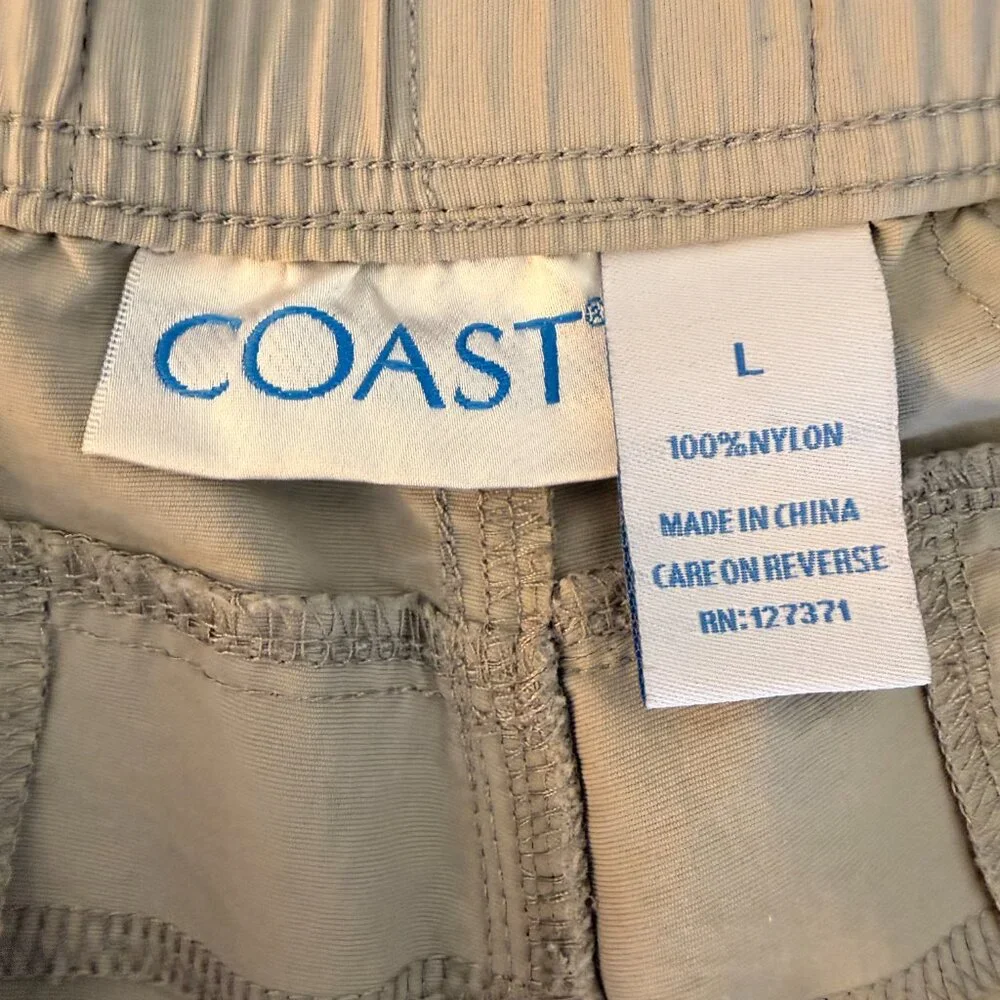 COAST®
L
100%NYLON
MADE IN CHINA
CARE ON REVERSE
RN:127371